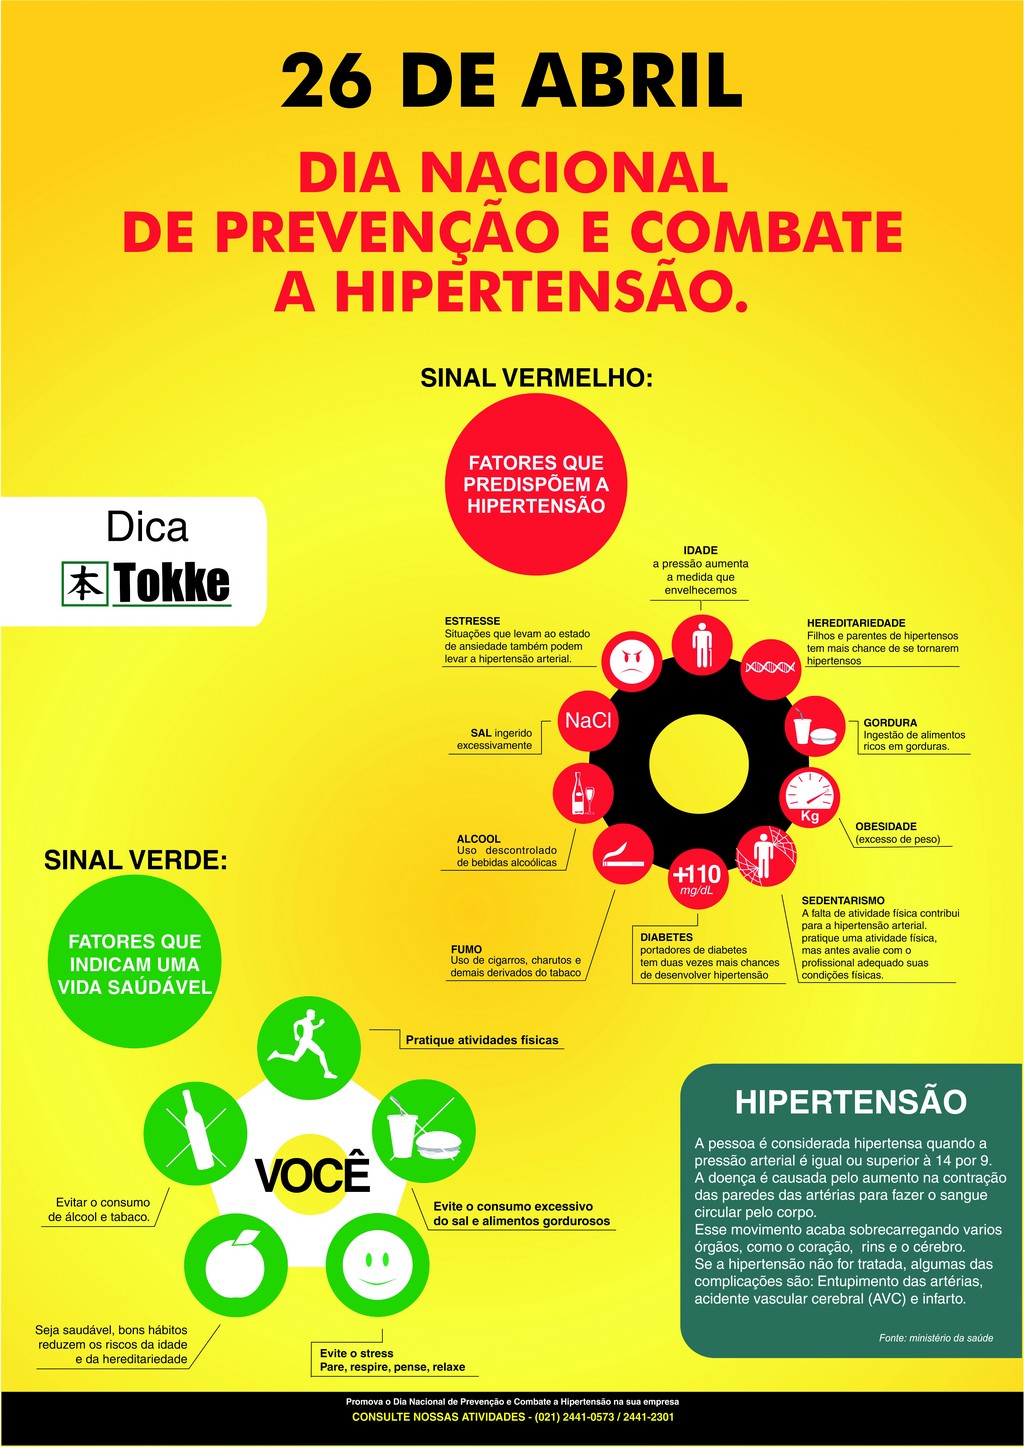 26 DE ABRIL
DIA NACIONAL
DE PREVENÇÃO E COMBATE
A HIPERTENSÃO.
SINAL VERMELHO:
FATORES QUE
PREDISPÕEM A
HIPERTENSÃO
Dica
本 Tokke
IDADE
a pressão aumenta
a medida que
envelhecemos
ESTRESSE
Situações que levam ao estado
de ansiedade também podem
levar a hipertensão arterial.
HEREDITARIEDADE
Filhos e parentes de hipertensos
tem mais chance de se tornarem
hipertensos
NaCl
SAL ingerido
excessivamente
GORDURA
Ingestão de alimentos
ricos em gorduras.
Kg
OBESIDADE
(excesso de peso)
ALCOOL
Uso descontrolado
de bebidas alcoólicas
+110
mg/dL
SEDENTARISMO
A falta de atividade física contribui
para a hipertensão arterial.
pratique uma atividade física,
mas antes avalie com o
profissional adequado suas
condições físicas.
FUMO
Uso de cigarros, charutos e
demais derivados do tabaco
DIABETES
portadores de diabetes
tem duas vezes mais chances
de desenvolver hipertensão
SINAL VERDE:
FATORES QUE
INDICAM UMA
VIDA SAÚDÁVEL
Pratique atividades físicas
VOCÊ
Evitar o consumo
de álcool e tabaco.
Evite o consumo excessivo
do sal e alimentos gordurosos
Seja saudável, bons hábitos
reduzem os riscos da idade
e da hereditariedade
Evite o stress
Pare, respire, pense, relaxe
HIPERTENSÃO
A pessoa é considerada hipertensa quando a
pressão arterial é igual ou superior à 14 por 9.
A doença é causada pelo aumento na contração
das paredes das artérias para fazer o sangue
circular pelo corpo.
Esse movimento acaba sobrecarregando varios
órgãos, como o coração, rins e o cérebro.
Se a hipertensão não for tratada, algumas das
complicações são: Entupimento das artérias,
acidente vascular cerebral (AVC) e infarto.
Fonte: ministério da saúde
Promova o Dia Nacional de Prevenção e Combate a Hipertensão na sua empresa
CONSULTE NOSSAS ATIVIDADES - (021) 2441-0573 / 2441-2301